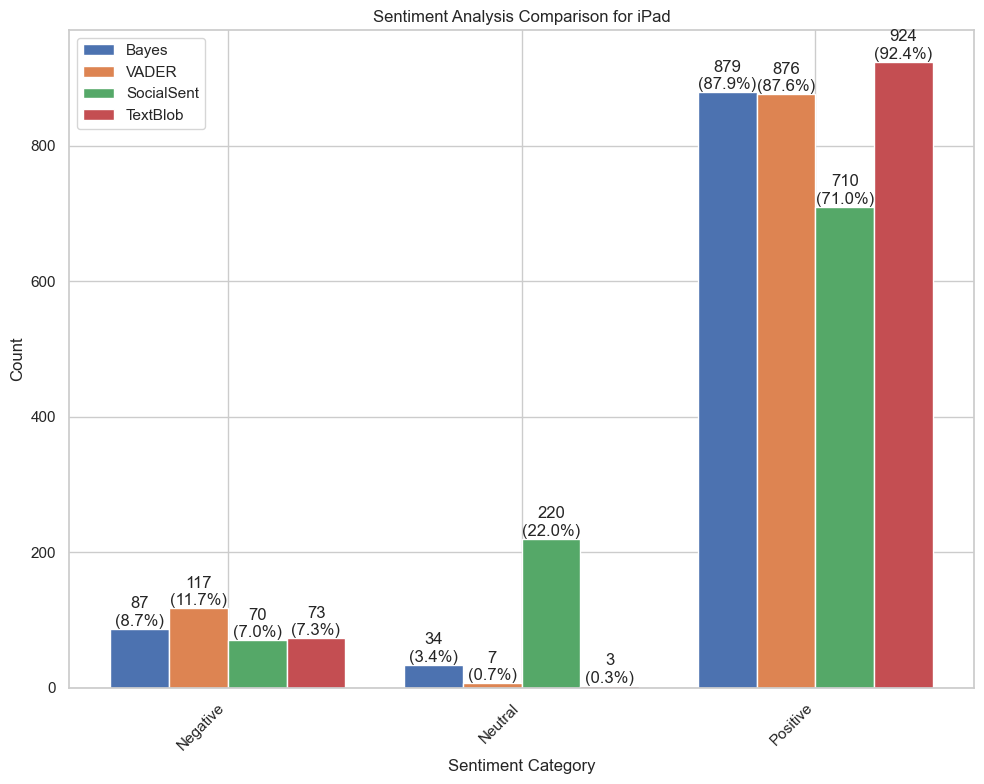 Sentiment Analysis Comparison for iPad
Bayes
VADER
SocialSent
TextBlob
Count
800
600
400
200
0
87
(8.7%)
117
(11.7%)
70
(7.0%)
73
(7.3%)
34
(3.4%)
7
(0.7%)
220
(22.0%)
3
(0.3%)
879
(87.9%)
876
(87.6%)
710
(71.0%)
924
(92.4%)
Negative
Neutral
Positive
Sentiment Category